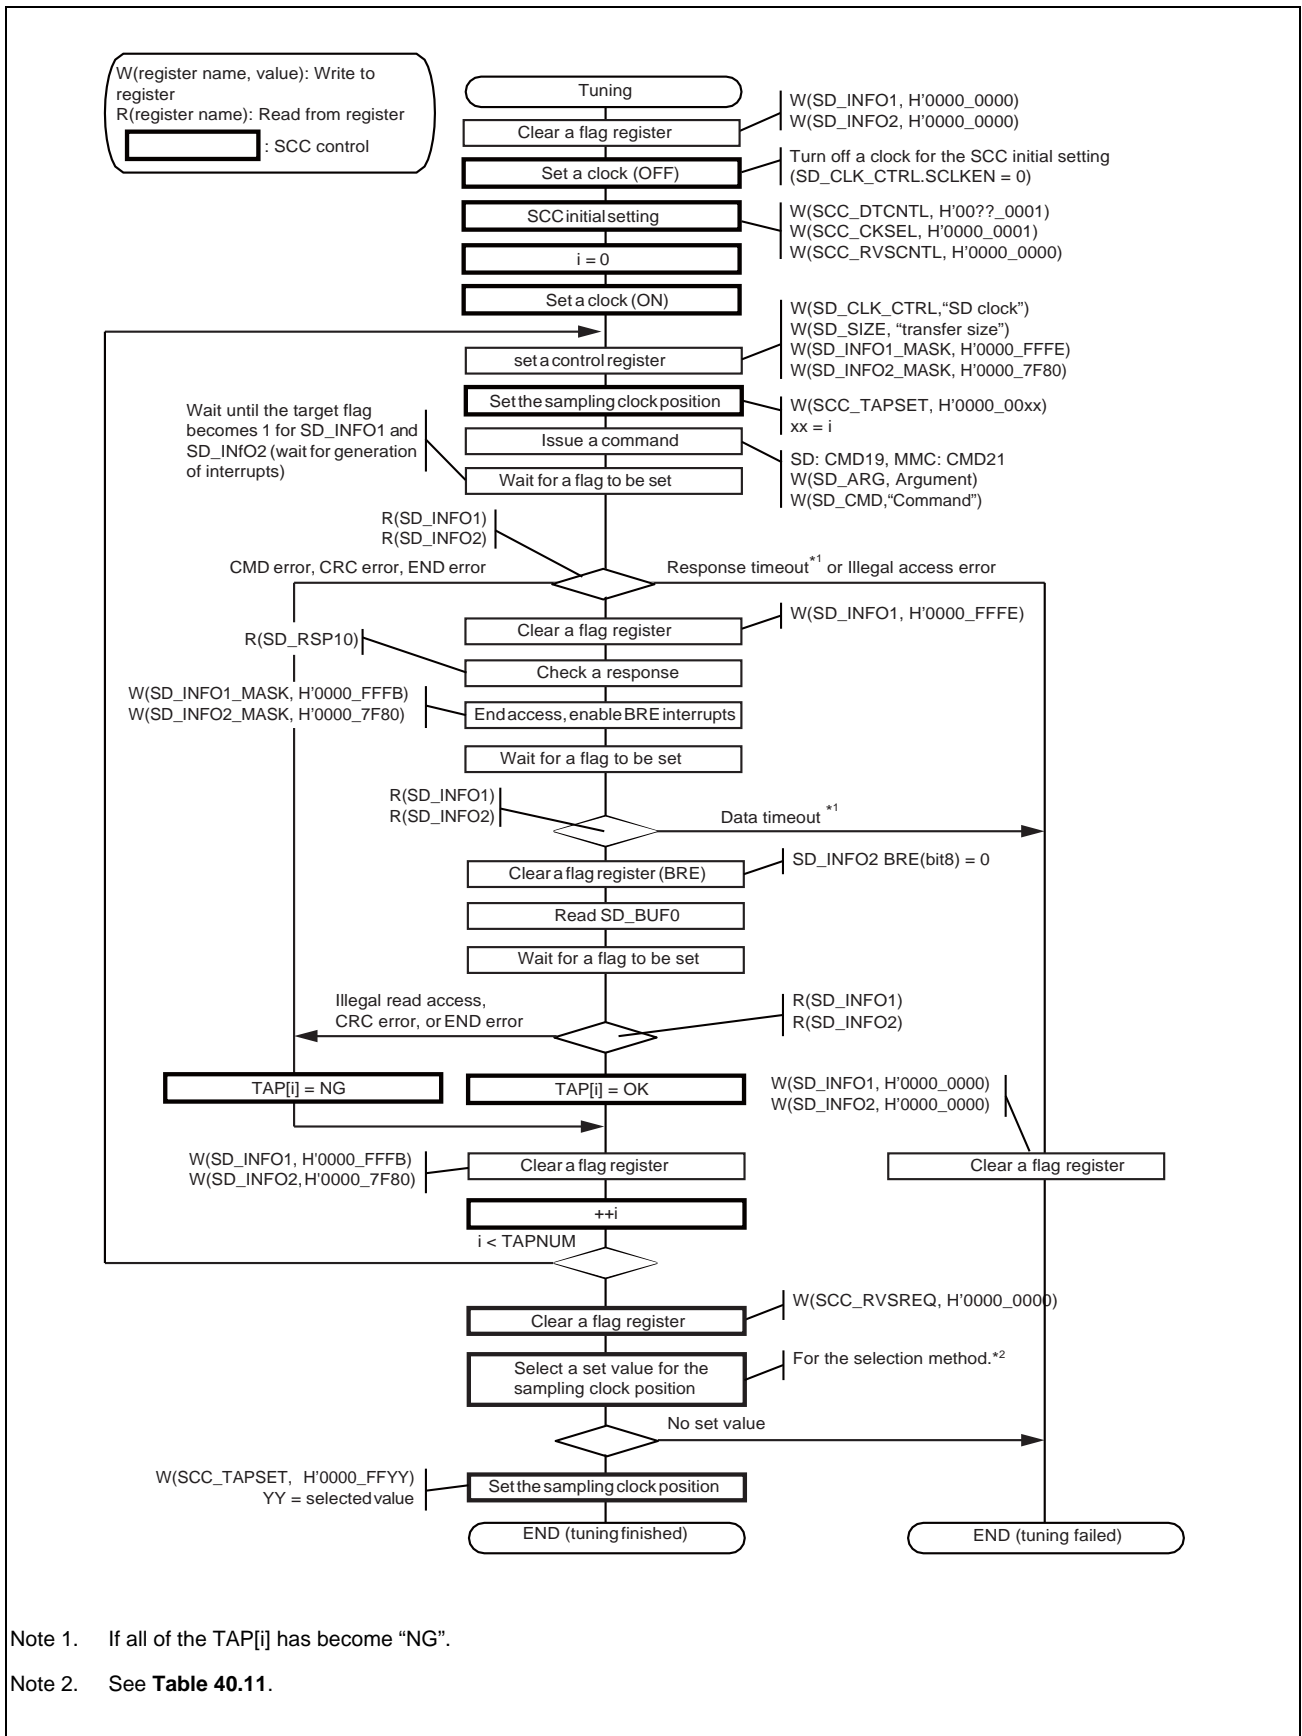 W(register name, value): Write to
register
R(register name): Read from register
: SCC control
Tuning
Clear a flag register
W(SD_INFO1, H'0000_0000)
W(SD_INFO2, H'0000_0000)
Set a clock (OFF)
Turn off a clock for the SCC initial setting
(SD_CLK_CTRL.SCLKEN = 0)
SCC initial setting
W(SCC_DTCNTL, H'00??_0001)
W(SCC_CKSEL, H'0000_0001)
W(SCC_RVSCNTL, H'0000_0000)
i = 0
Set a clock (ON)
set a control register
W(SD_CLK_CTRL,“SD clock”)
W(SD_SIZE, “transfer size”)
W(SD_INFO1_MASK, H'0000_FFFE)
W(SD_INFO2_MASK, H'0000_7F80)
Set the sampling clock position
W(SCC_TAPSET, H'0000_00xx)
xx = i
Wait until the target flag
becomes 1 for SD_INFO1 and
SD_INfO2 (wait for generation
of interrupts)
Issue a command
SD: CMD19, MMC: CMD21
W(SD_ARG, Argument)
W(SD_CMD,“Command”)
Wait for a flag to be set
R(SD_INFO1)
R(SD_INFO2)
CMD error, CRC error, END error
Response timeout*1 or Illegal access error
Clear a flag register
W(SD_INFO1, H'0000_FFFE)
R(SD_RSP10)
Check a response
W(SD_INFO1_MASK, H'0000_FFFB)
W(SD_INFO2_MASK, H'0000_7F80)
End access, enable BRE interrupts
Wait for a flag to be set
R(SD_INFO1)
R(SD_INFO2)
Data timeout *1
Clear a flag register (BRE)
SD_INFO2 BRE(bit8) = 0
Read SD_BUF0
Wait for a flag to be set
Illegal read access,
CRC error, or END error
R(SD_INFO1)
R(SD_INFO2)
TAP[i] = NG
TAP[i] = OK
W(SD_INFO1, H'0000_0000)
W(SD_INFO2, H'0000_0000)
W(SD_INFO1, H'0000_FFFB)
W(SD_INFO2, H'0000_7F80)
Clear a flag register
Clear a flag register
++i
i < TAPNUM
Clear a flag register
W(SCC_RVSREQ, H'0000_0000)
Select a set value for the
sampling clock position
For the selection method.*2
No set value
W(SCC_TAPSET, H'0000_FFYY)
YY = selected value
Set the sampling clock position
END (tuning finished)
END (tuning failed)
Note 1. If all of the TAP[i] has become “NG”.
Note 2. See Table 40.11.